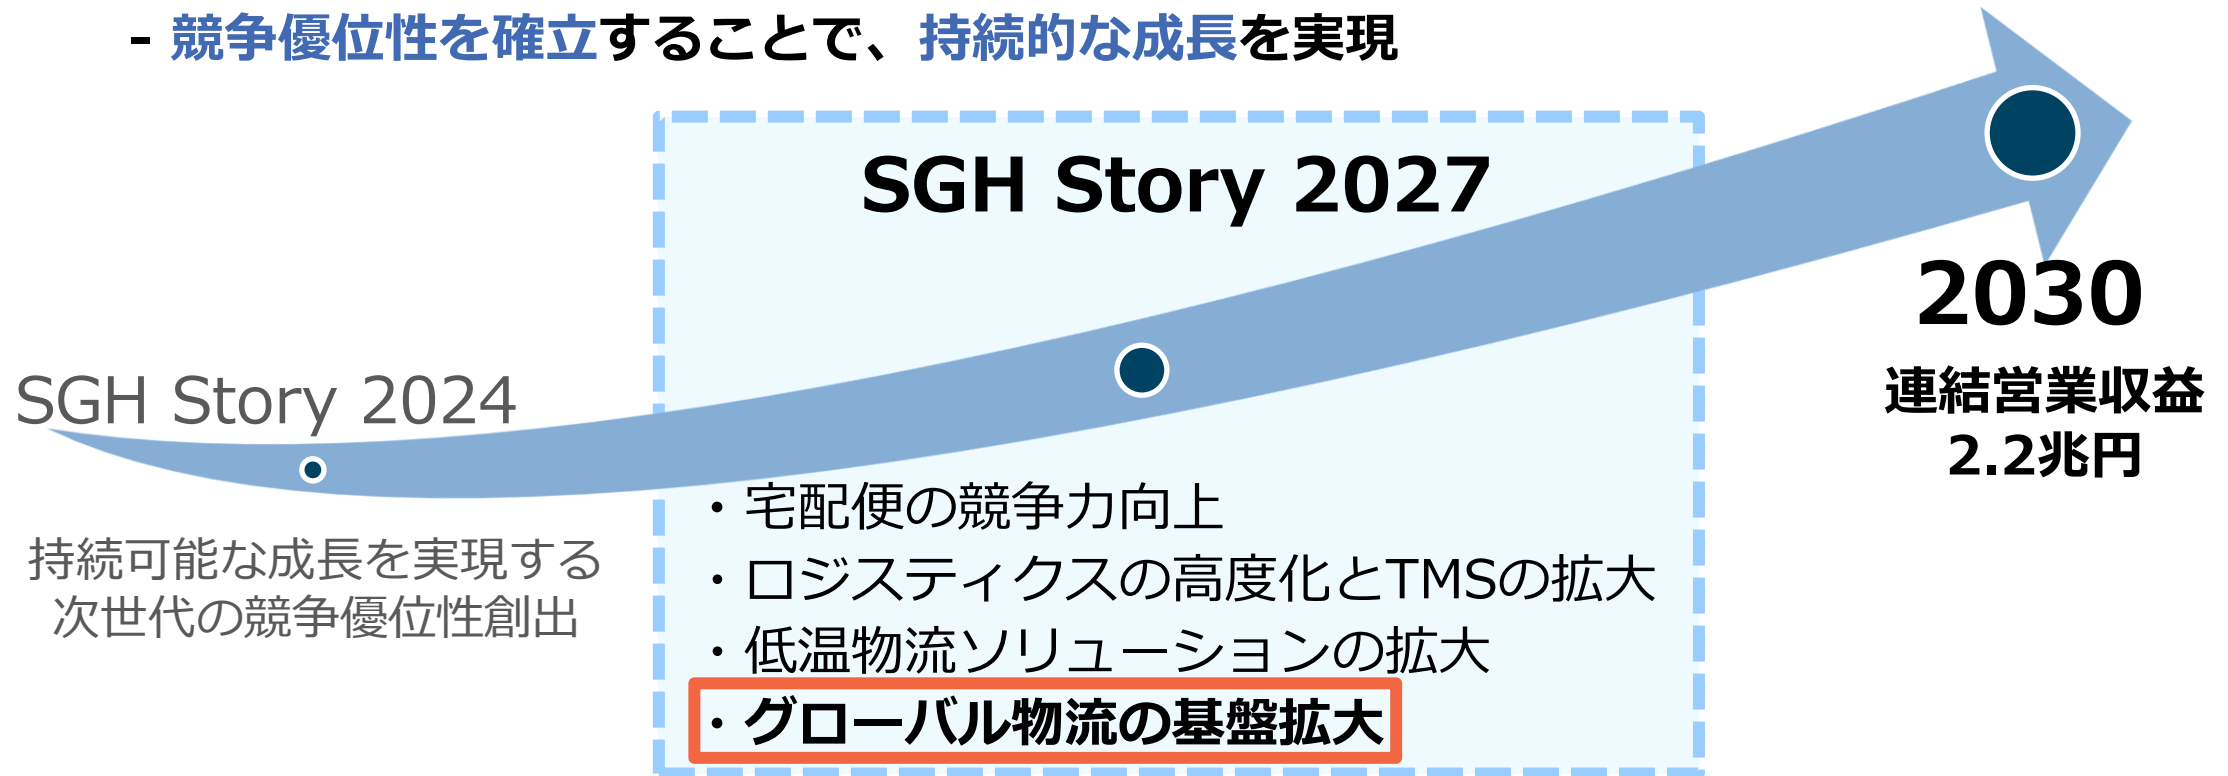 - 競争優位性を確立することで、持続的な成長を実現
SGH Story 2027
2030
連結営業収益
2.2兆円
SGH Story 2024
持続可能な成長を実現する
次世代の競争優位性創出
・宅配便の競争力向上
・ロジスティクスの高度化とTMSの拡大
・低温物流ソリューションの拡大
・グローバル物流の基盤拡大